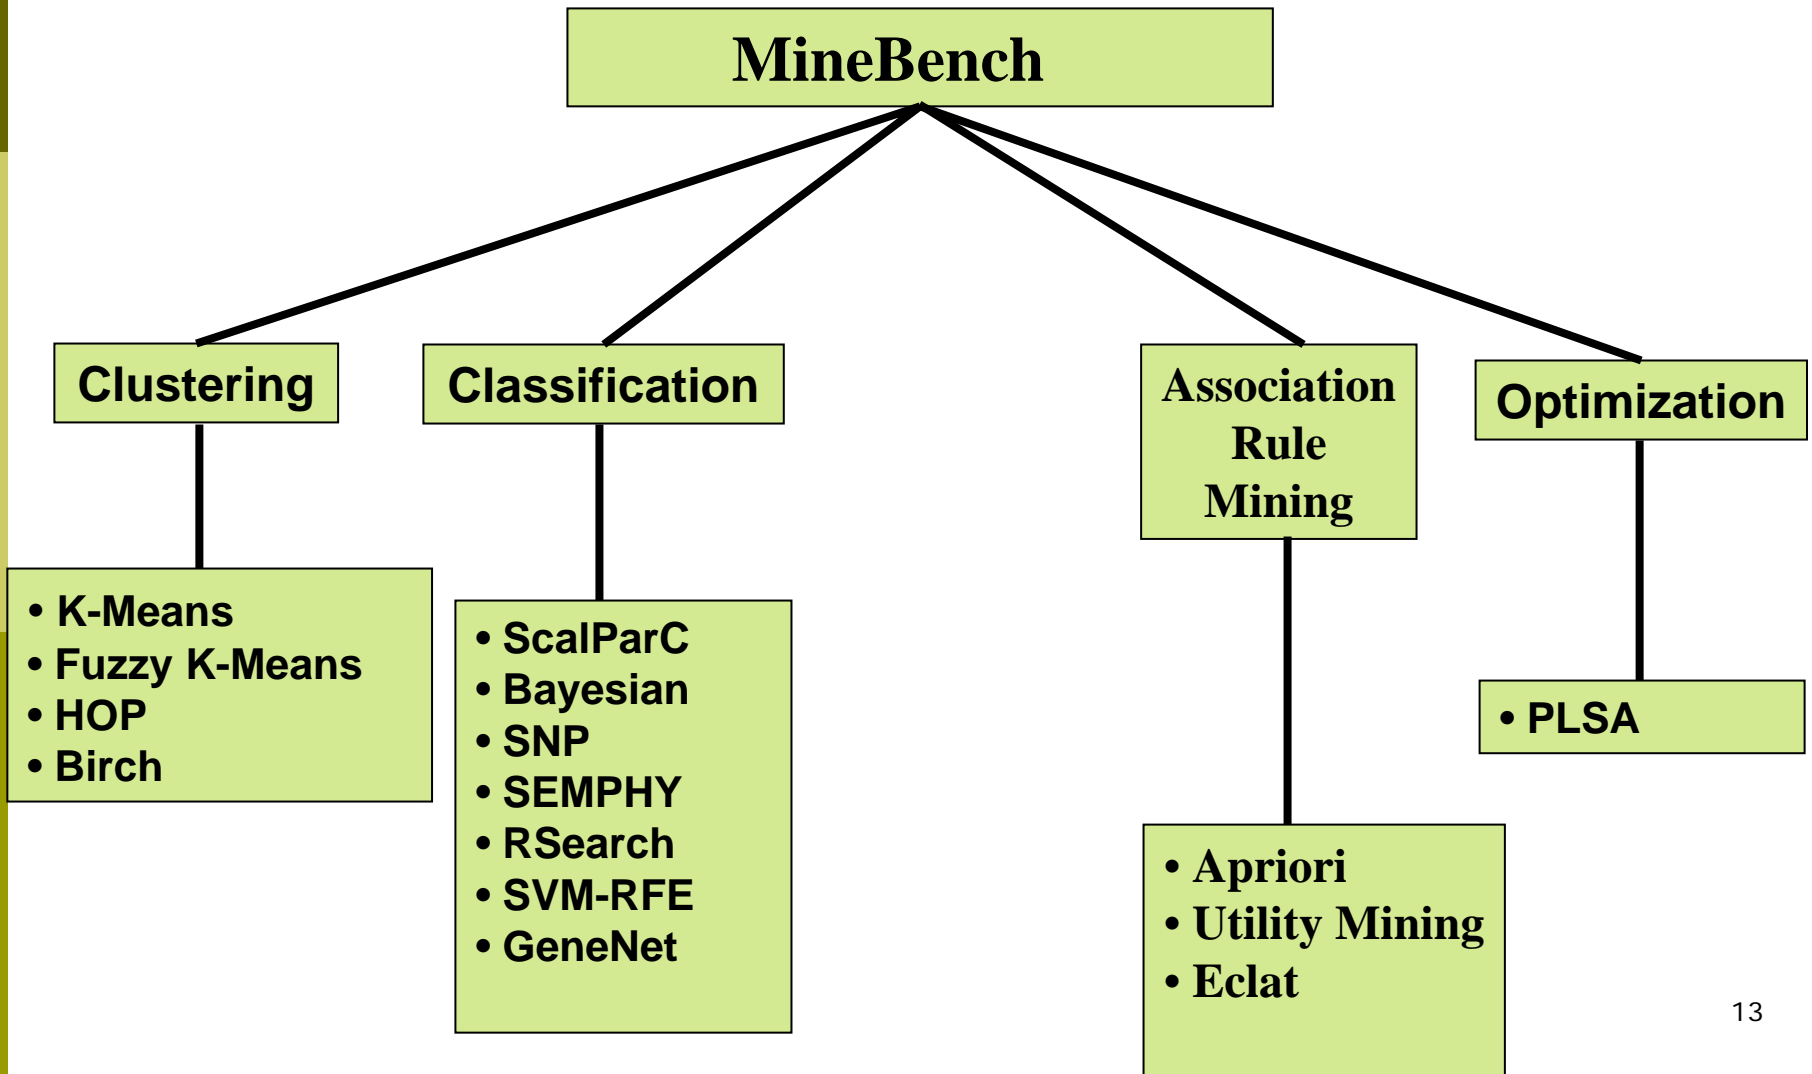 MineBench
Clustering
• K-Means
• Fuzzy K-Means
• HOP
• Birch
Classification
• ScalParC
• Bayesian
• SNP
• SEMPHY
• RSearch
• SVM-RFE
• GeneNet
Association
Rule
Mining
• Apriori
• Utility Mining
• Eclat
Optimization
• PLSA
13